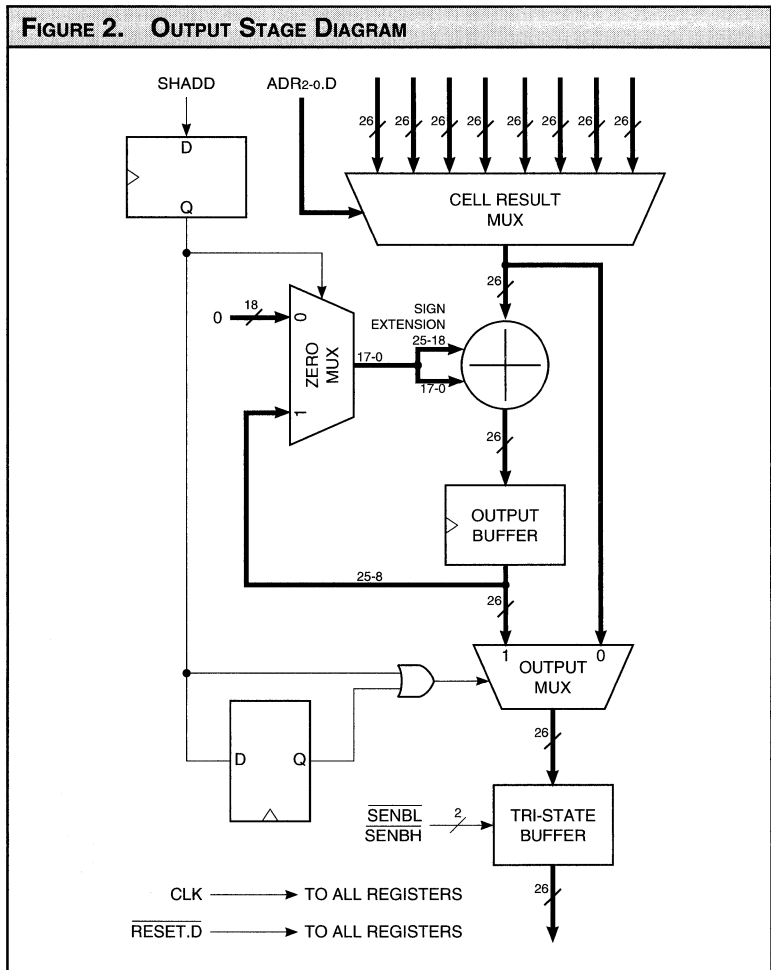 FIGURE 2. OUTPUT STAGE DIAGRAM
SHADD
ADR2-0.D
26 26 26 26 26 26 26 26
D
Q
CELL RESULT
MUX
26
0
18
0
ZERO
MUX
1
SIGN
EXTENSION
25-18
17-0
17-0
26
OUTPUT
BUFFER
25-8
26
1
0
OUTPUT
MUX
D
Q
26
SENBL
SENBH
2
TRI-STATE
BUFFER
26
CLK
TO ALL REGISTERS
RESET.D
TO ALL REGISTERS